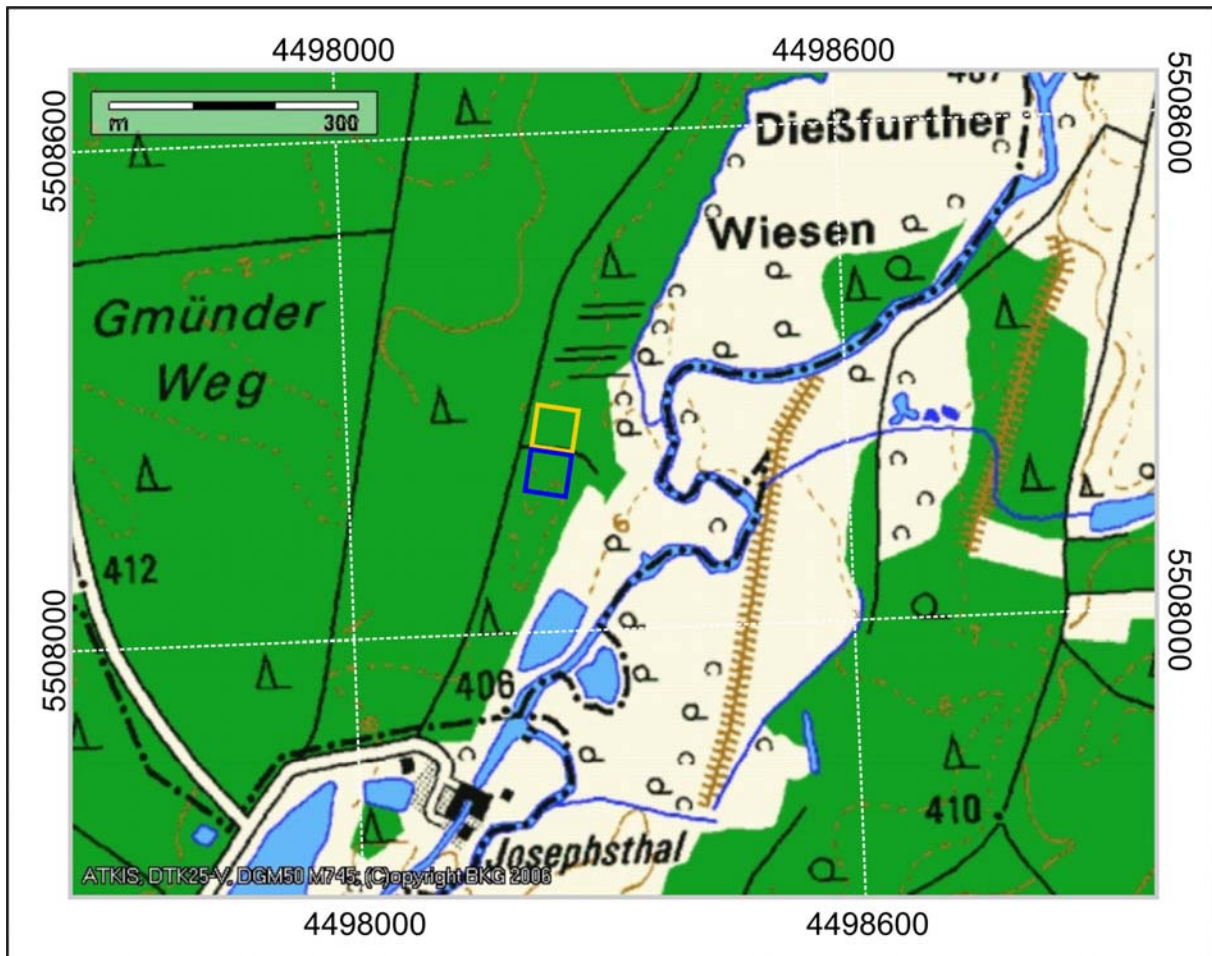 4498000 4498600
5508600
5508600
m 300
Dießfurther
Wiesen
Gmünder
Weg
412
5508000
5508000
406
410
Josephsthal
ATKIS, DTK25-V, DGM50 M745; (C)opyright BKG 2006
4498000 4498600